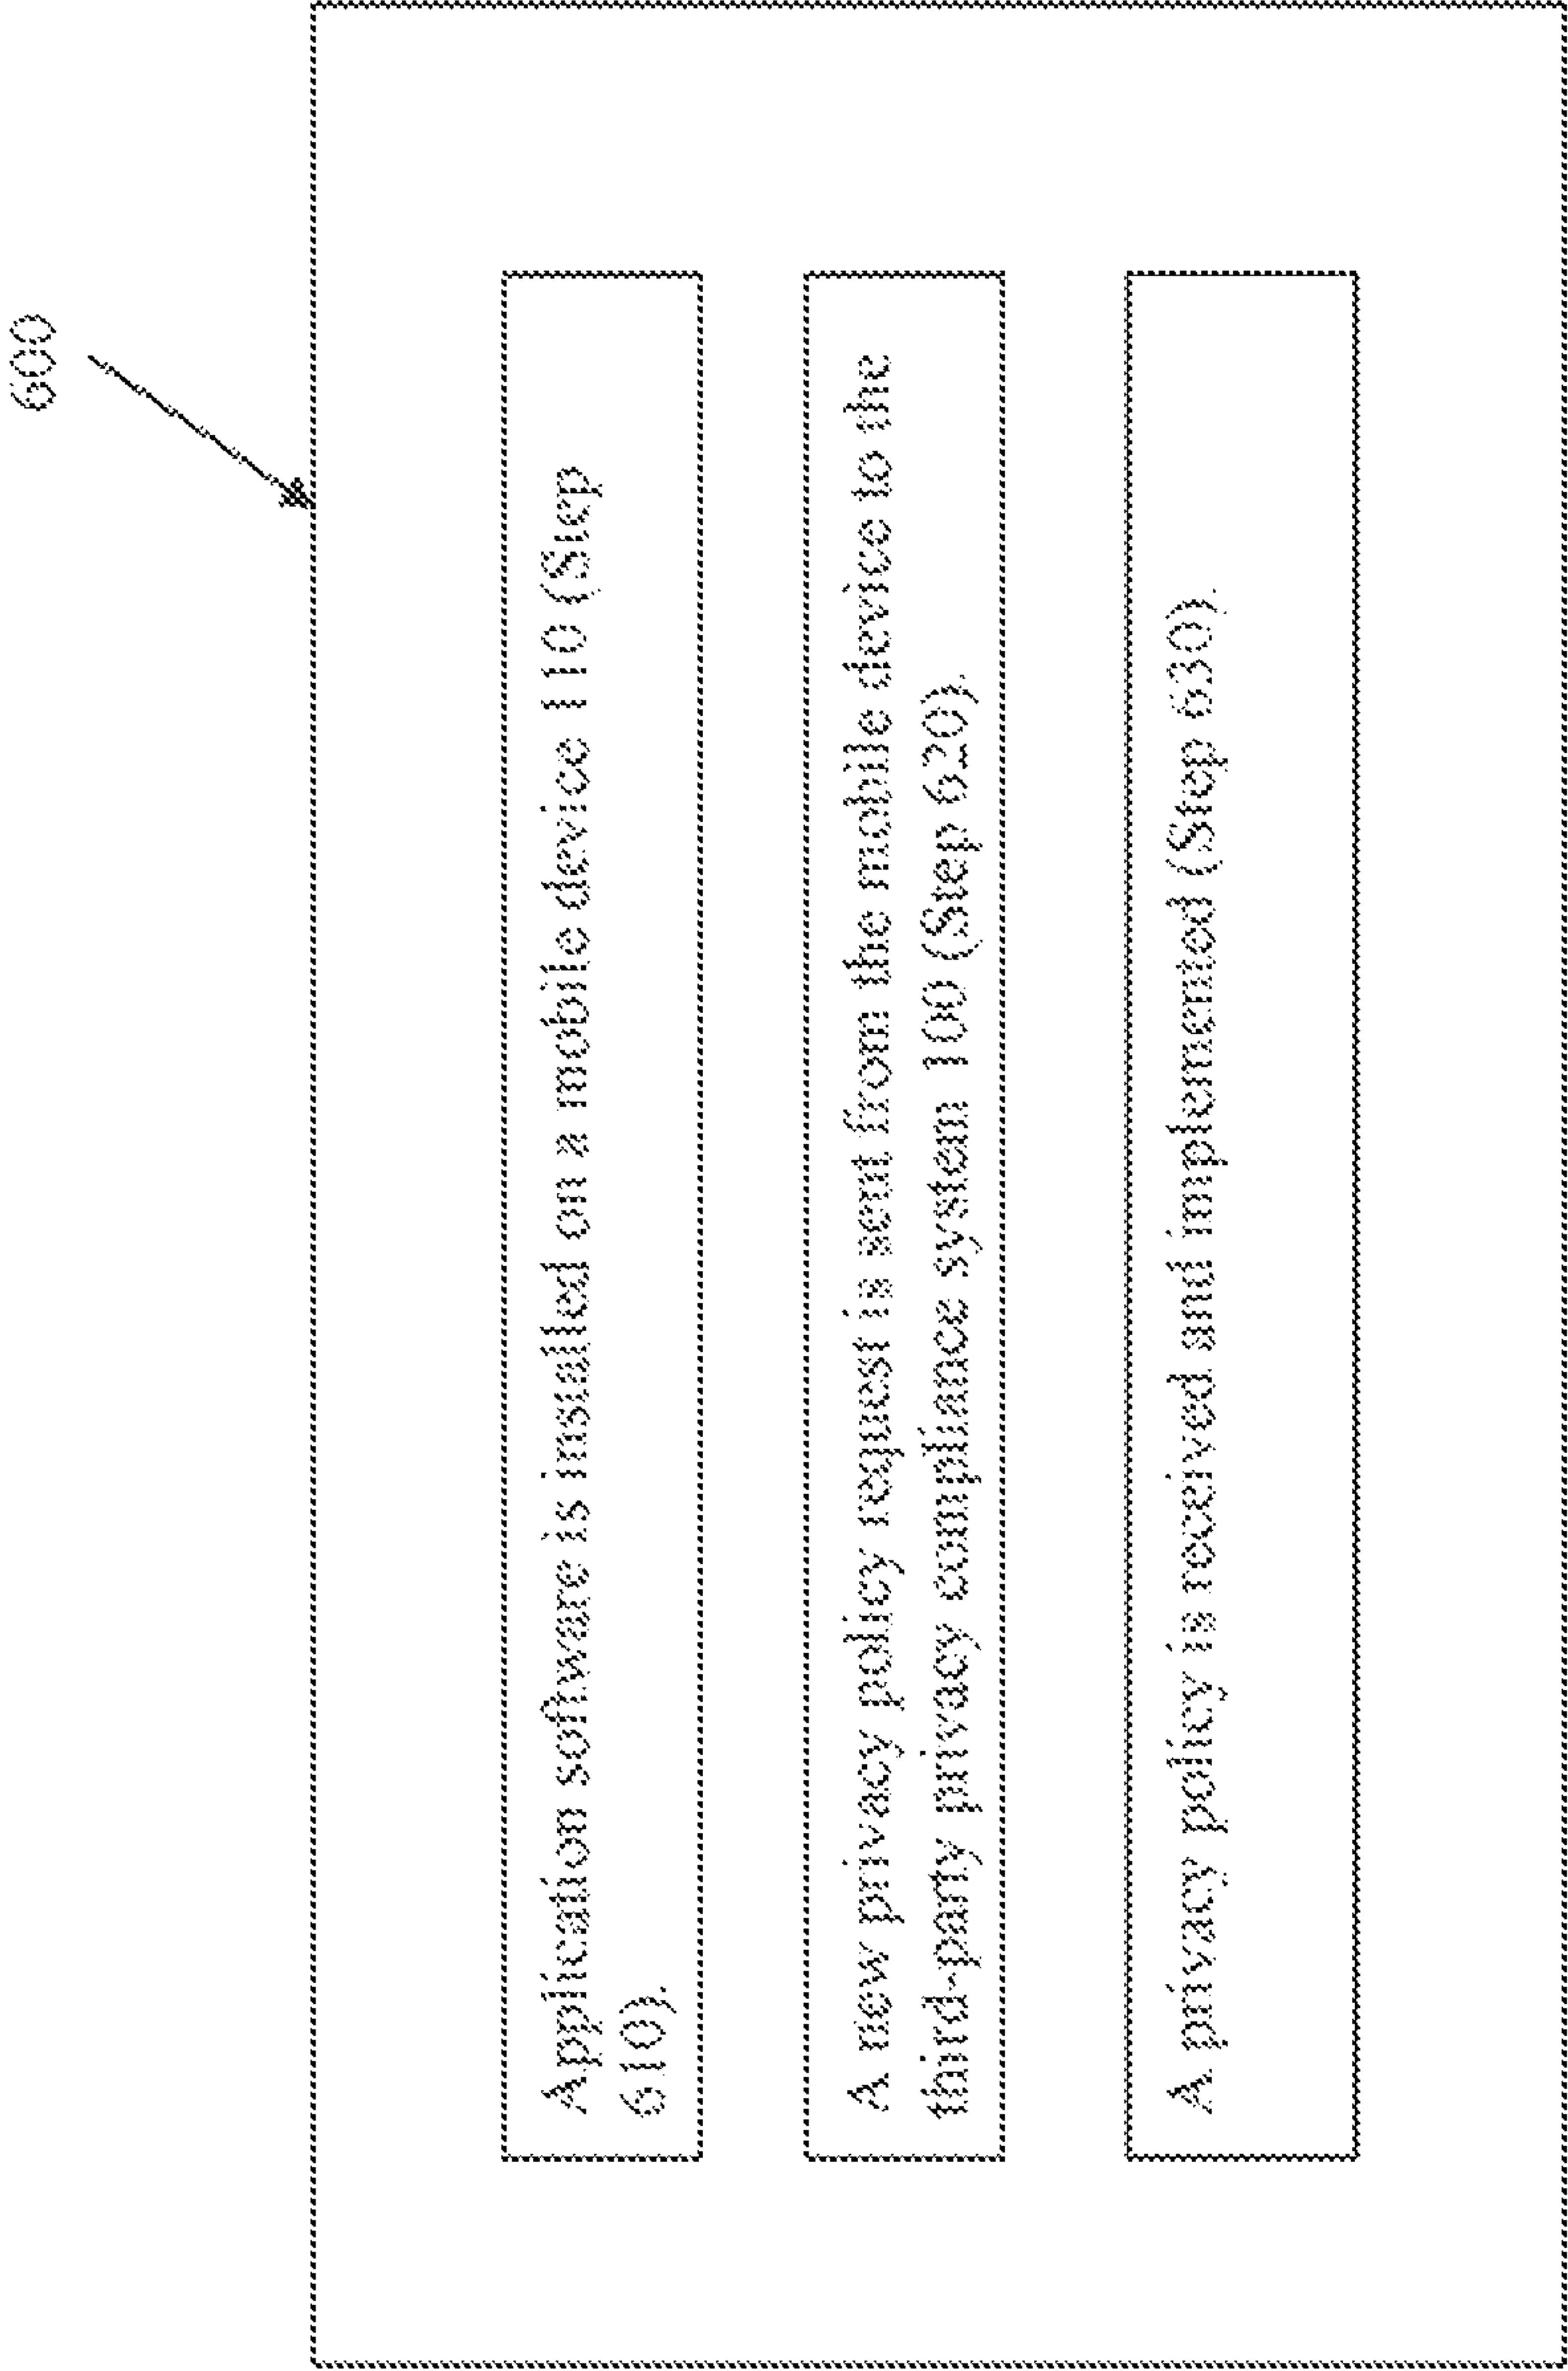 600
Application software is installed on a mobile device 110 (Step
610).
A new privacy policy request is sent from the mobile device to the
third-party privacy compliance system 100 (Step 620).
A privacy policy is received and implemented (Step 630).